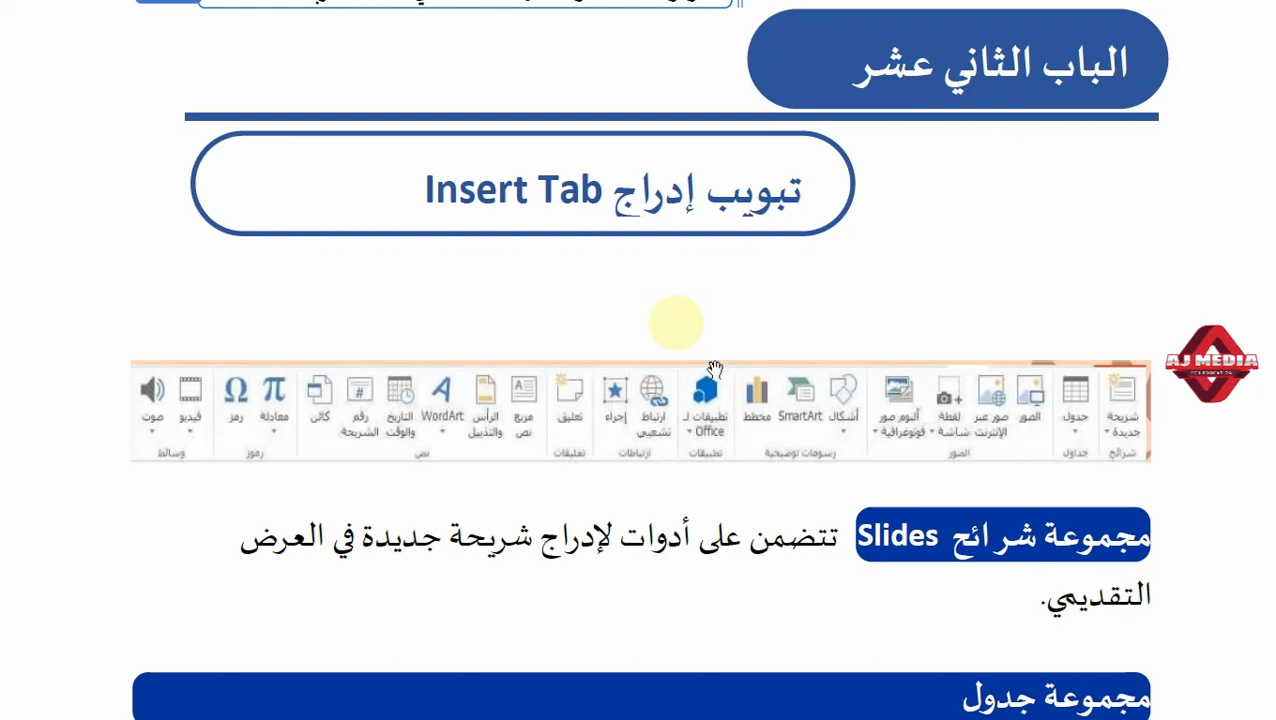 الباب الثاني عشر
تبويب إدراج Insert Tab
شريحة جديدة
جدول
الصور
صور عبر الإنترنت
لقطة شاشة
ألبوم صور فوتوغرافية
أشكال
SmartArt
مخطط
تطبيقات لـ Office
ارتباط تشعبي
إجراء
تعليق
مربع نص
الرأس والتذييل
WordArt
التاريخ والوقت
رقم الشريحة
كائن
معادلة
رمز
فيديو
صوت
شرائح
جداول
الصور
رسومات توضيحية
تطبيقات
ارتباطات
تعليقات
نص
رموز
وسائط
AJ MEDIA
FOR EDUCATION
مجموعة شرائح Slides تتضمن على أدوات لإدراج شريحة جديدة في العرض
التقديمي.
مجموعة جدول